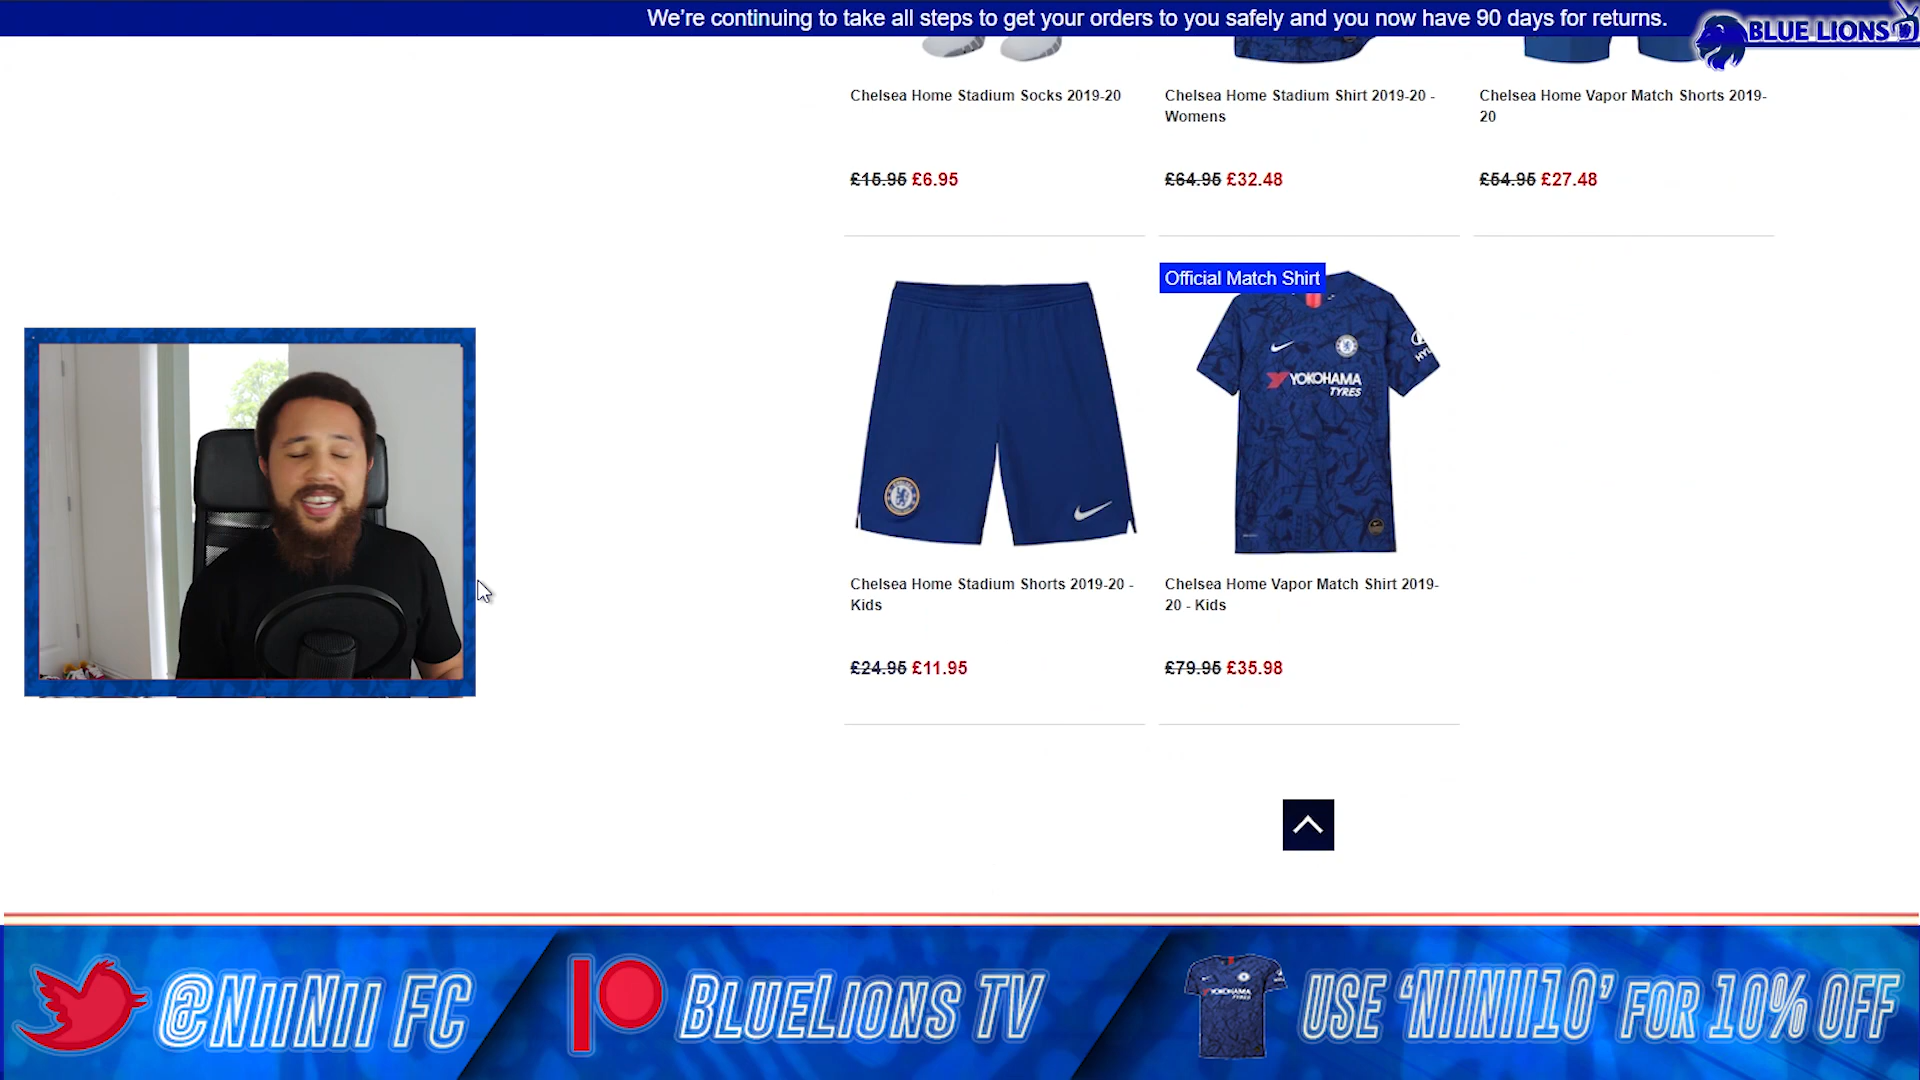 We're continuing to take all steps to get your orders to you safely and you now have 90 days for returns.
BLUE LIONS
Chelsea Home Stadium Socks 2019-20
£15.95 £6.95
Chelsea Home Stadium Shirt 2019-20 -
Womens
£64.95 £32.48
Chelsea Home Vapor Match Shorts 2019-
20
£54.95 £27.48
Official Match Shirt
YOKOHAMA
TYRES
Chelsea Home Stadium Shorts 2019-20 -
Kids
£24.95 £11.95
Chelsea Home Vapor Match Shirt 2019-
20 - Kids
£79.95 £35.98
@NiiNii FC
BlueLions TV
YOKOHAMA
USE 'NIINII10' FOR 10% OFF